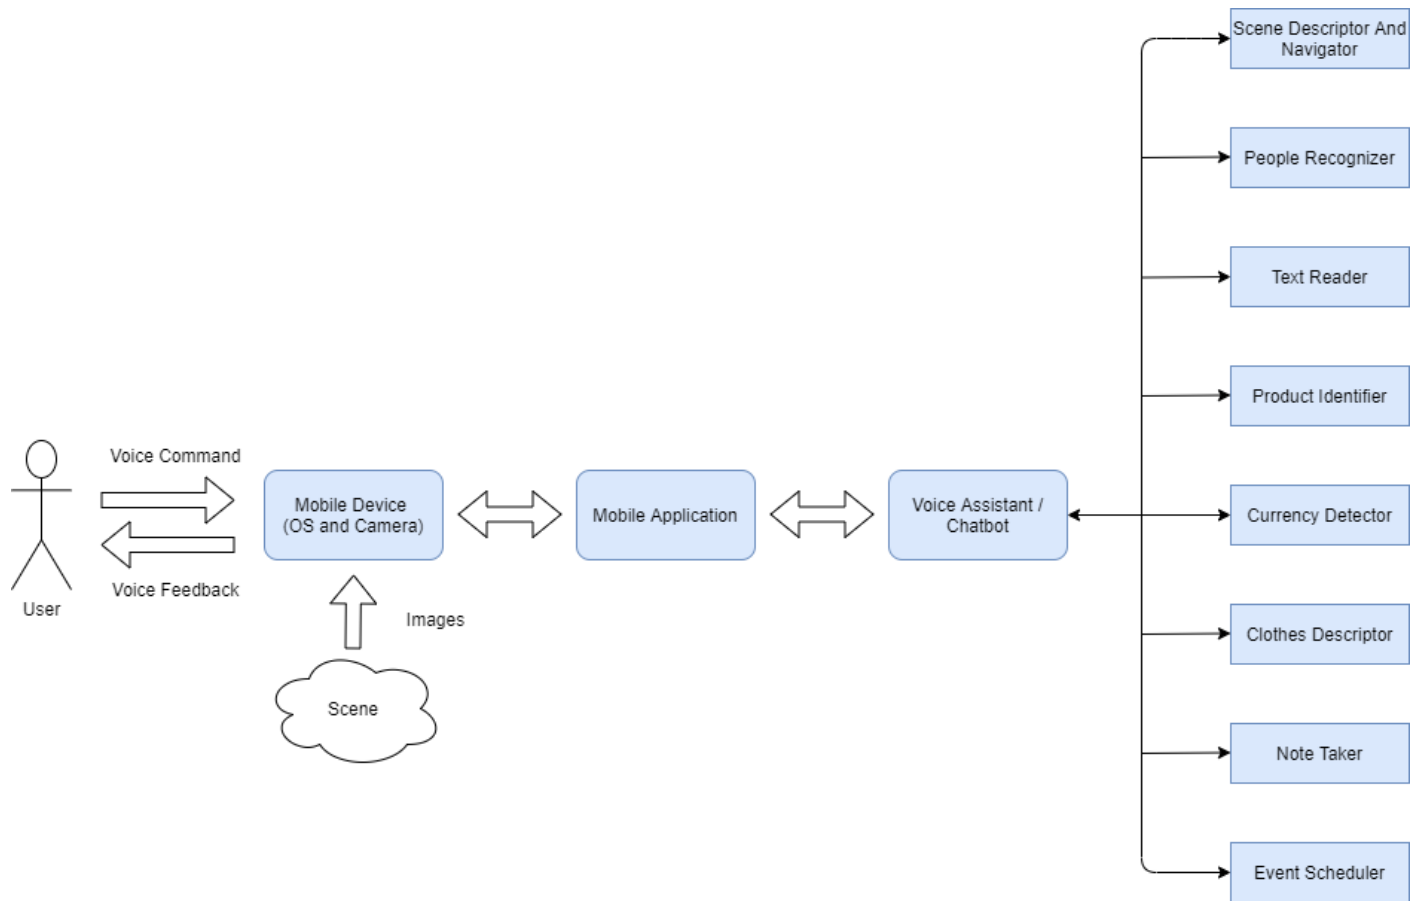 Scene Descriptor And
Navigator
People Recognizer
Text Reader
Product Identifier
Voice Command
Mobile Device
(OS and Camera)
Mobile Application
Voice Assistant /
Chatbot
Currency Detector
Voice Feedback
User
Images
Clothes Descriptor
Scene
Note Taker
Event Scheduler